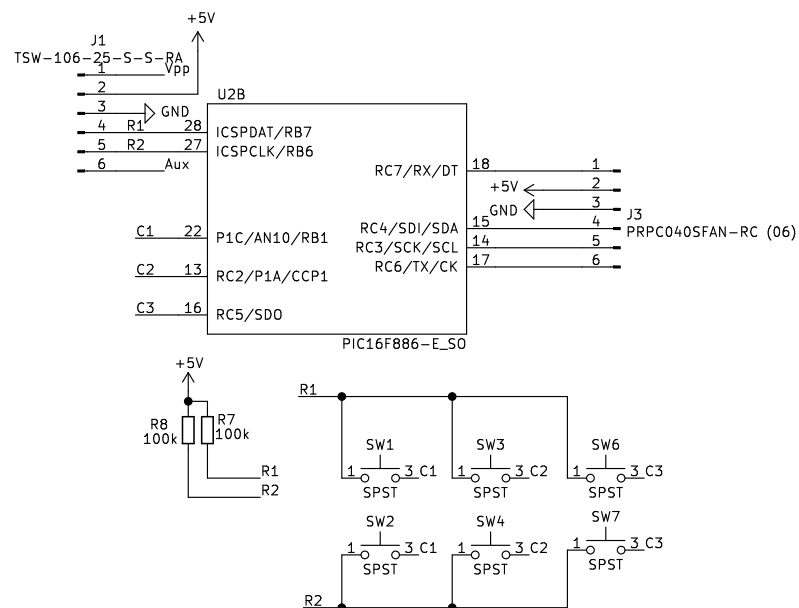 +5V
J1
TSW-106-25-S-S-RA
1 Vpp
2
U2B
3 GND
4 R1 28 ICSPDAT/RB7
5 R2 27 ICSPCLK/RB6
6 Aux
RC7/RX/DT 18 1
+5V 2
GND 3
J3
RC4/SDI/SDA 15 4
PRPC040SFAN-RC (06)
C1 22 P1C/AN10/RB1
RC3/SCK/SCL 14 5
RC6/TX/CK 17 6
C2 13 RC2/P1A/CCP1
C3 16 RC5/SDO
PIC16F886-E_SO
+5V
R1
R8 R7
100k 100k
SW1 SW3 SW6
R1
1 3 C1 1 3 C2 1 3 C3
R2
SPST SPST SPST
SW2 SW4 SW7
1 3 C1 1 3 C2 1 3 C3
SPST SPST SPST
R2